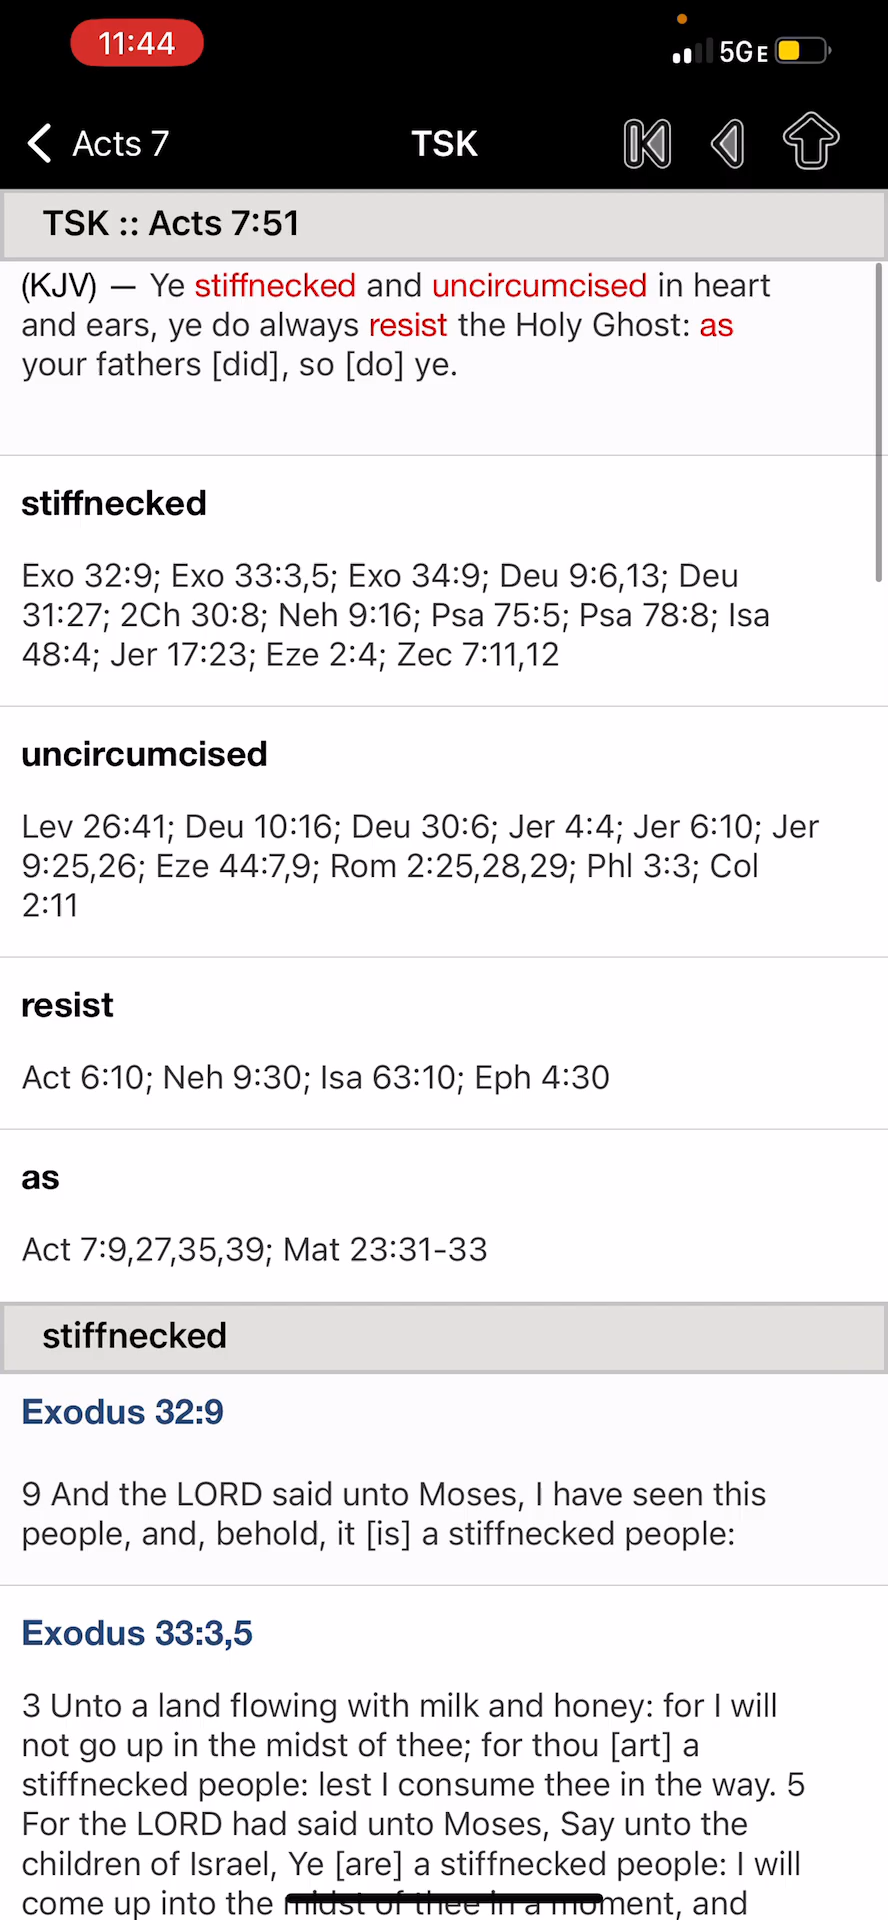 11:44
5GE
Acts 7
TSK
TSK :: Acts 7:51
(KJV) — Ye stiffnecked and uncircumcised in heart
and ears, ye do always resist the Holy Ghost: as
your fathers [did], so [do] ye.
stiffnecked
Exo 32:9; Exo 33:3,5; Exo 34:9; Deu 9:6,13; Deu
31:27; 2Ch 30:8; Neh 9:16; Psa 75:5; Psa 78:8; Isa
48:4; Jer 17:23; Eze 2:4; Zec 7:11,12
uncircumcised
Lev 26:41; Deu 10:16; Deu 30:6; Jer 4:4; Jer 6:10; Jer
9:25,26; Eze 44:7,9; Rom 2:25,28,29; Phl 3:3; Col
2:11
resist
Act 6:10; Neh 9:30; Isa 63:10; Eph 4:30
as
Act 7:9,27,35,39; Mat 23:31-33
stiffnecked
Exodus 32:9
9 And the LORD said unto Moses, I have seen this
people, and, behold, it [is] a stiffnecked people:
Exodus 33:3,5
3 Unto a land flowing with milk and honey: for I will
not go up in the midst of thee; for thou [art] a
stiffnecked people: lest I consume thee in the way. 5
For the LORD had said unto Moses, Say unto the
children of Israel, Ye [are] a stiffnecked people: I will
come up into the midst of thee in a moment, and